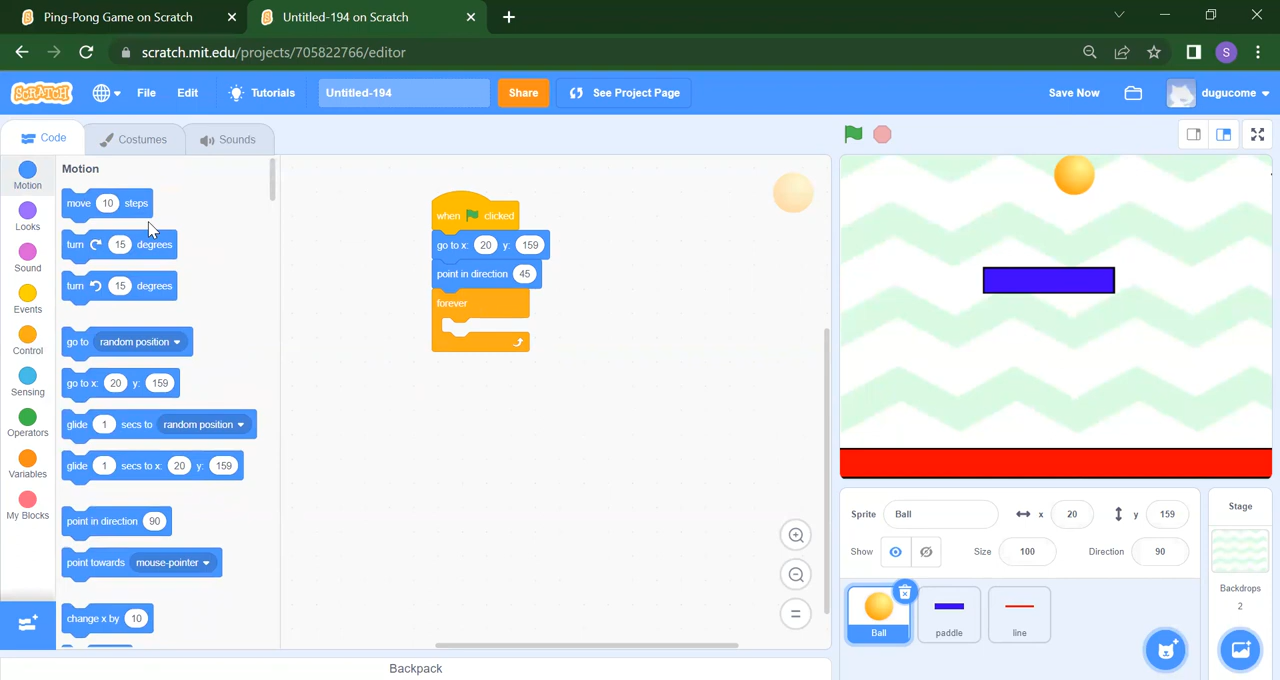 Ping-Pong Game on Scratch
Untitled-194 on Scratch
scratch.mit.edu/projects/705822766/editor
S
SCRATCH
File
Edit
Tutorials
Untitled-194
Share
See Project Page
Save Now
dugucome
Code
Costumes
Sounds
Motion
Looks
Sound
Events
Control
Sensing
Operators
Variables
My Blocks
Motion
move 10 steps
turn 15 degrees
turn 15 degrees
go to random position
go to x: 20 y: 159
glide 1 secs to random position
glide 1 secs to x: 20 y: 159
point in direction 90
point towards mouse-pointer
change x by 10
when clicked
go to x: 20 y: 159
point in direction 45
forever
Backpack
Sprite Ball x 20 y 159
Show Size 100 Direction 90
Ball
paddle
line
Stage
Backdrops
2